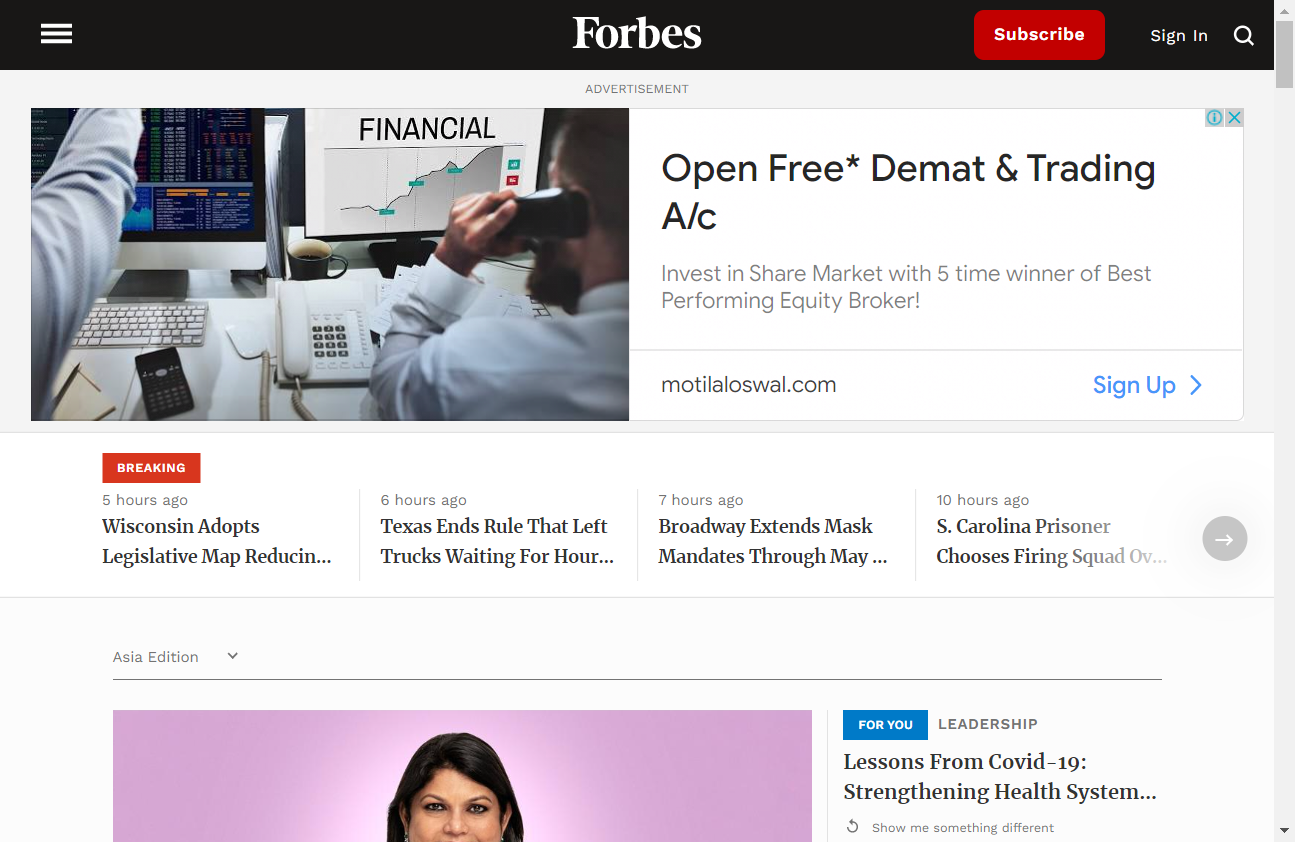 Forbes
Subscribe
Sign In
ADVERTISEMENT
FINANCIAL
Open Free* Demat & Trading
A/c
Invest in Share Market with 5 time winner of Best
Performing Equity Broker!
motilaloswal.com
Sign Up
BREAKING
5 hours ago
Wisconsin Adopts
Legislative Map Reducin...
6 hours ago
Texas Ends Rule That Left
Trucks Waiting For Hour...
7 hours ago
Broadway Extends Mask
Mandates Through May ...
10 hours ago
S. Carolina Prisoner
Chooses Firing Squad Ov...
Asia Edition
FOR YOU LEADERSHIP
Lessons From Covid-19:
Strengthening Health System...
Show me something different